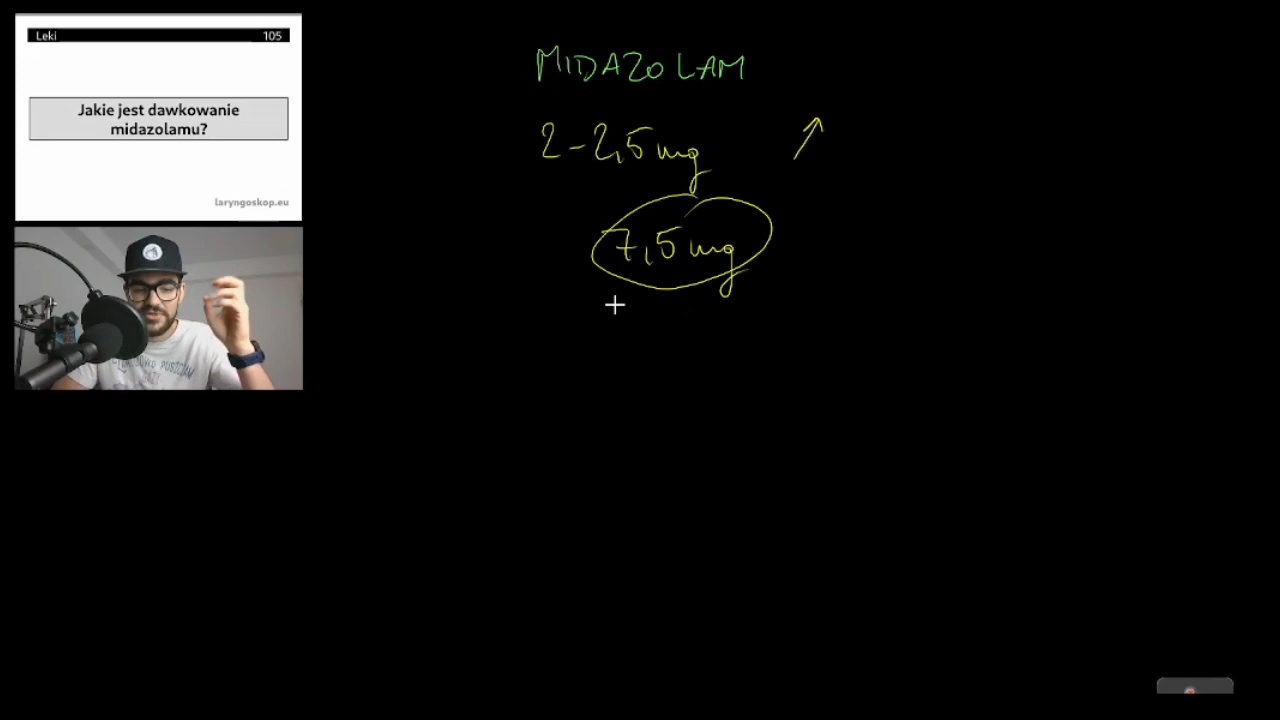 Leki 105
Jakie jest dawkowanie
midazolamu?
laryngoskop.eu
MIDAZOLAM
2-2,5 mg
7,5 mg